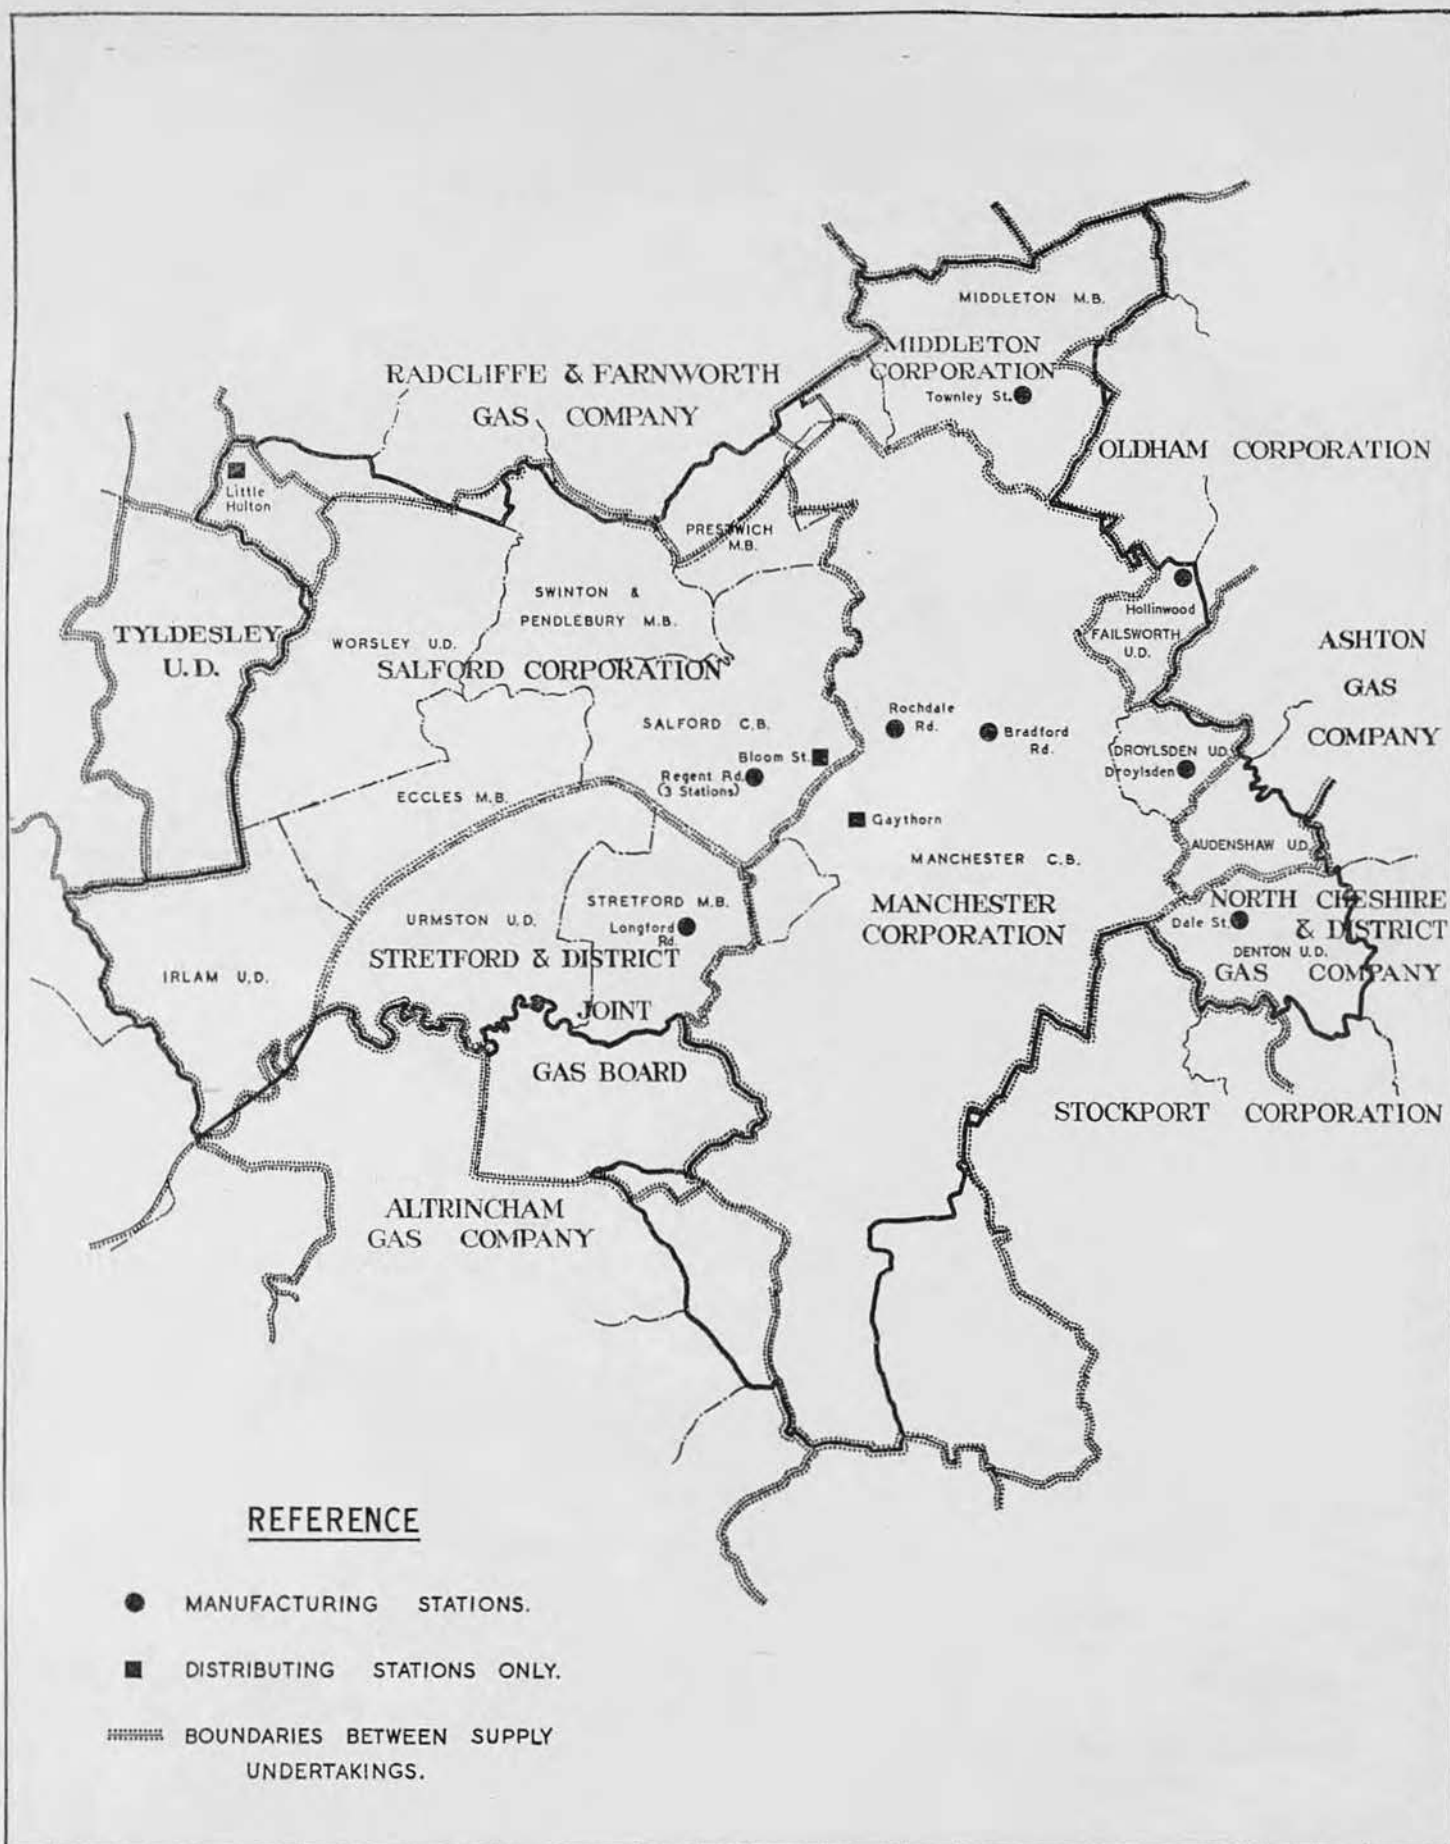 MIDDLETON M.B.
MIDDLETON
CORPORATION
Townley St.
RADCLIFFE & FARNWORTH
GAS COMPANY
OLDHAM CORPORATION
Little
Hulton
PRESTWICH
M.B.
SWINTON &
PENDLEBURY M.B.
Hollinwood
FAILSWORTH
U.D.
TYLDESLEY
U.D.
WORSLEY U.D.
SALFORD CORPORATION
ASHTON
GAS
COMPANY
SALFORD C.B.
Rochdale
Rd.
Bradford
Rd.
Bloom St.
Regent Rd.
(3 Stations)
DROYLSDEN U.D.
Droylsden
ECCLES M.B.
Gaythorn
MANCHESTER C.B.
MANCHESTER
CORPORATION
AUDENSHAW U.D.
NORTH CHESHIRE
& DISTRICT
GAS COMPANY
Dale St.
DENTON U.D.
STRETFORD M.B.
Longford
Rd.
URMSTON U.D.
STRETFORD & DISTRICT
JOINT
GAS BOARD
IRLAM U.D.
STOCKPORT CORPORATION
ALTRINCHAM
GAS COMPANY
REFERENCE
MANUFACTURING STATIONS.
DISTRIBUTING STATIONS ONLY.
BOUNDARIES BETWEEN SUPPLY
UNDERTAKINGS.